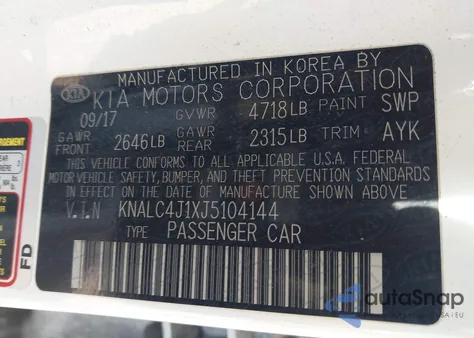 MANUFACTURED IN KOREA BY
KIA KIA MOTORS CORPORATION
09/17 GVWR 4718LB PAINT SWP
GAWR FRONT 2646LB GAWR REAR 2315LB TRIM AYK
THIS VEHICLE CONFORMS TO ALL APPLICABLE U.S.A. FEDERAL
MOTOR VEHICLE SAFETY, BUMPER, AND THEFT PREVENTION STANDARDS
IN EFFECT ON THE DATE OF MANUFACTURE SHOWN ABOVE
V.I.N KNALC4J1XJ5104144
TYPE PASSENGER CAR
FD
autoSnap